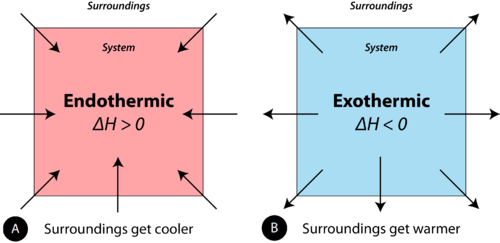 Surroundings
System
Endothermic
ΔH > 0
A Surroundings get cooler
Surroundings
System
Exothermic
ΔH < 0
B Surroundings get warmer